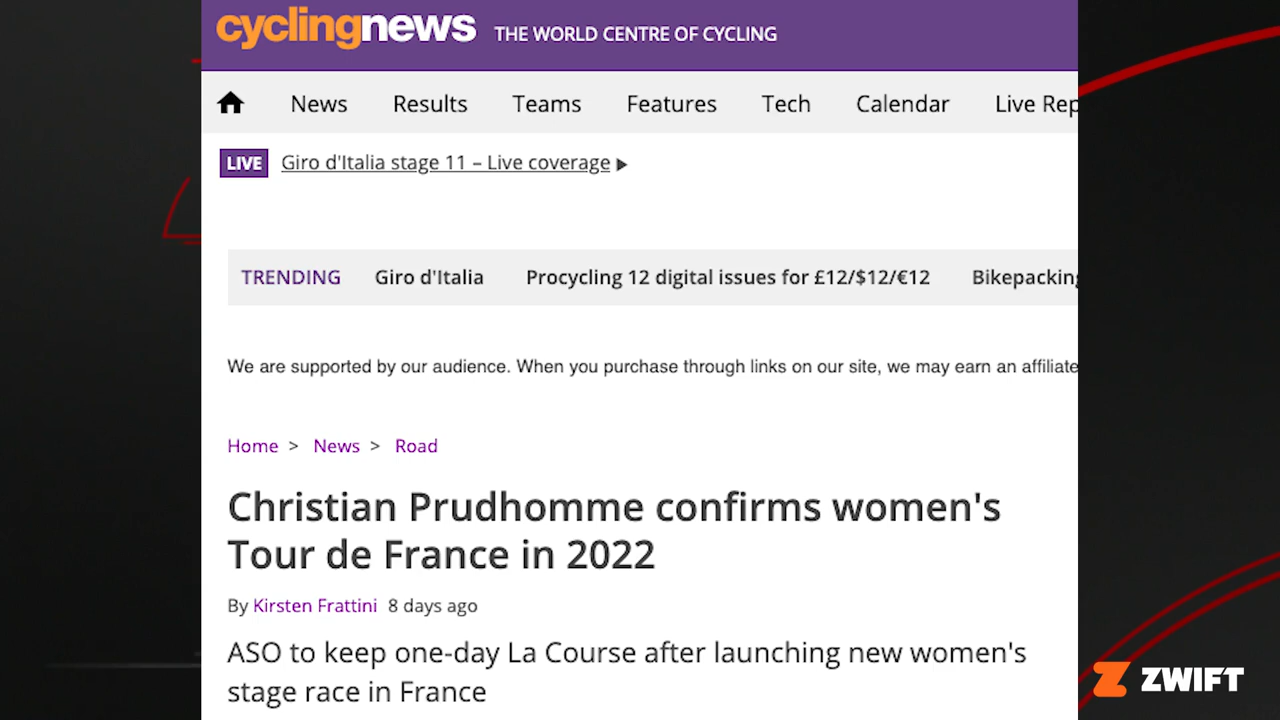 cyclingnews THE WORLD CENTRE OF CYCLING
News Results Teams Features Tech Calendar Live Rep
LIVE Giro d'Italia stage 11 – Live coverage
TRENDING Giro d'Italia Procycling 12 digital issues for £12/$12/€12 Bikepacking
We are supported by our audience. When you purchase through links on our site, we may earn an affiliate
Home > News > Road
Christian Prudhomme confirms women's
Tour de France in 2022
By Kirsten Frattini 8 days ago
ASO to keep one-day La Course after launching new women's
stage race in France
ZWIFT